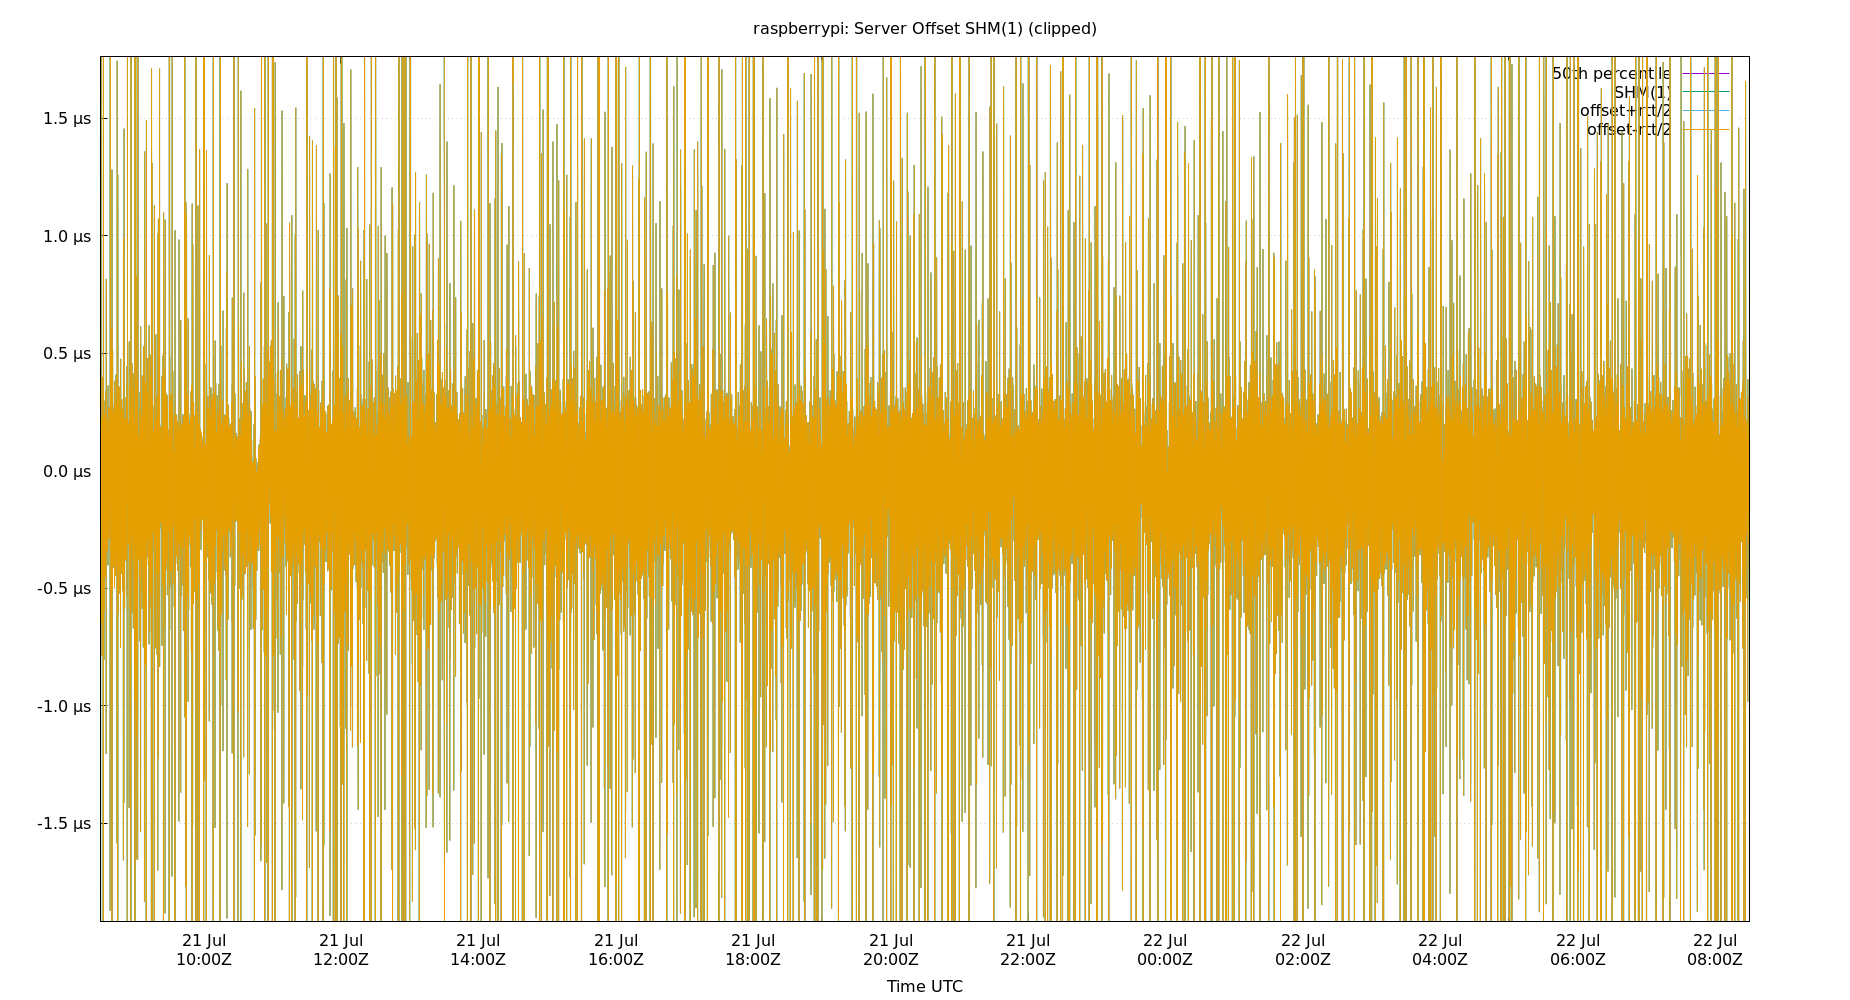 raspberrypi: Server Offset SHM(1) (clipped)
50th percentile
SHM(1)
offset+rtt/2
offset-rtt/2
1.5 µs
1.0 µs
0.5 µs
0.0 µs
-0.5 µs
-1.0 µs
-1.5 µs
21 Jul 21 Jul 21 Jul 21 Jul 21 Jul 21 Jul 21 Jul 22 Jul 22 Jul 22 Jul 22 Jul 22 Jul
10:00Z 12:00Z 14:00Z 16:00Z 18:00Z 20:00Z 22:00Z 00:00Z 02:00Z 04:00Z 06:00Z 08:00Z
Time UTC